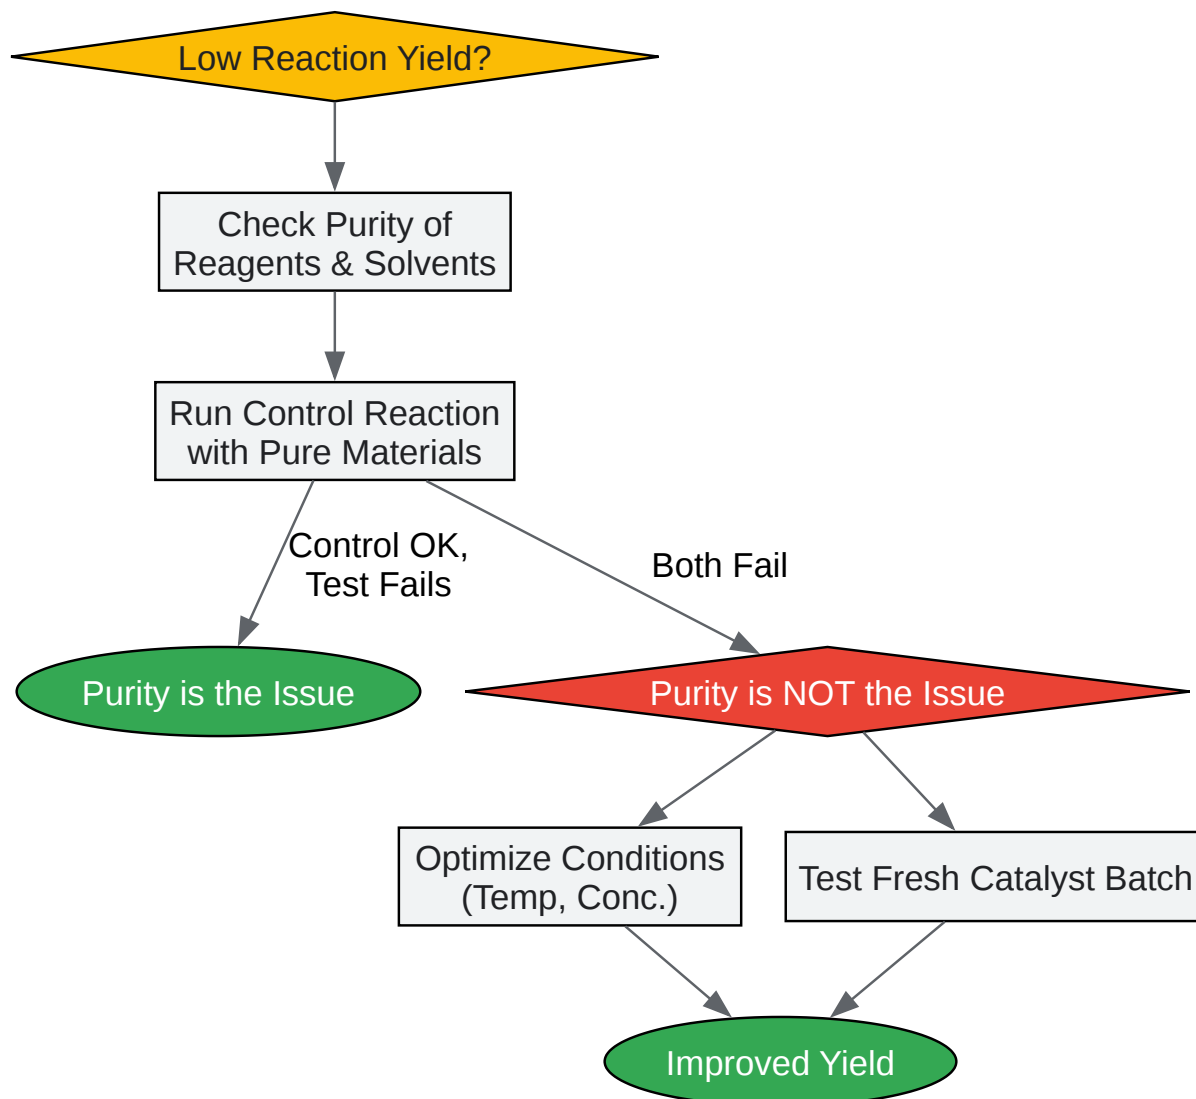 Low Reaction Yield?
Check Purity of
Reagents & Solvents
Run Control Reaction
with Pure Materials
Control OK,
Test Fails
Both Fail
Purity is the Issue
Purity is NOT the Issue
Optimize Conditions
(Temp, Conc.)
Test Fresh Catalyst Batch
Improved Yield